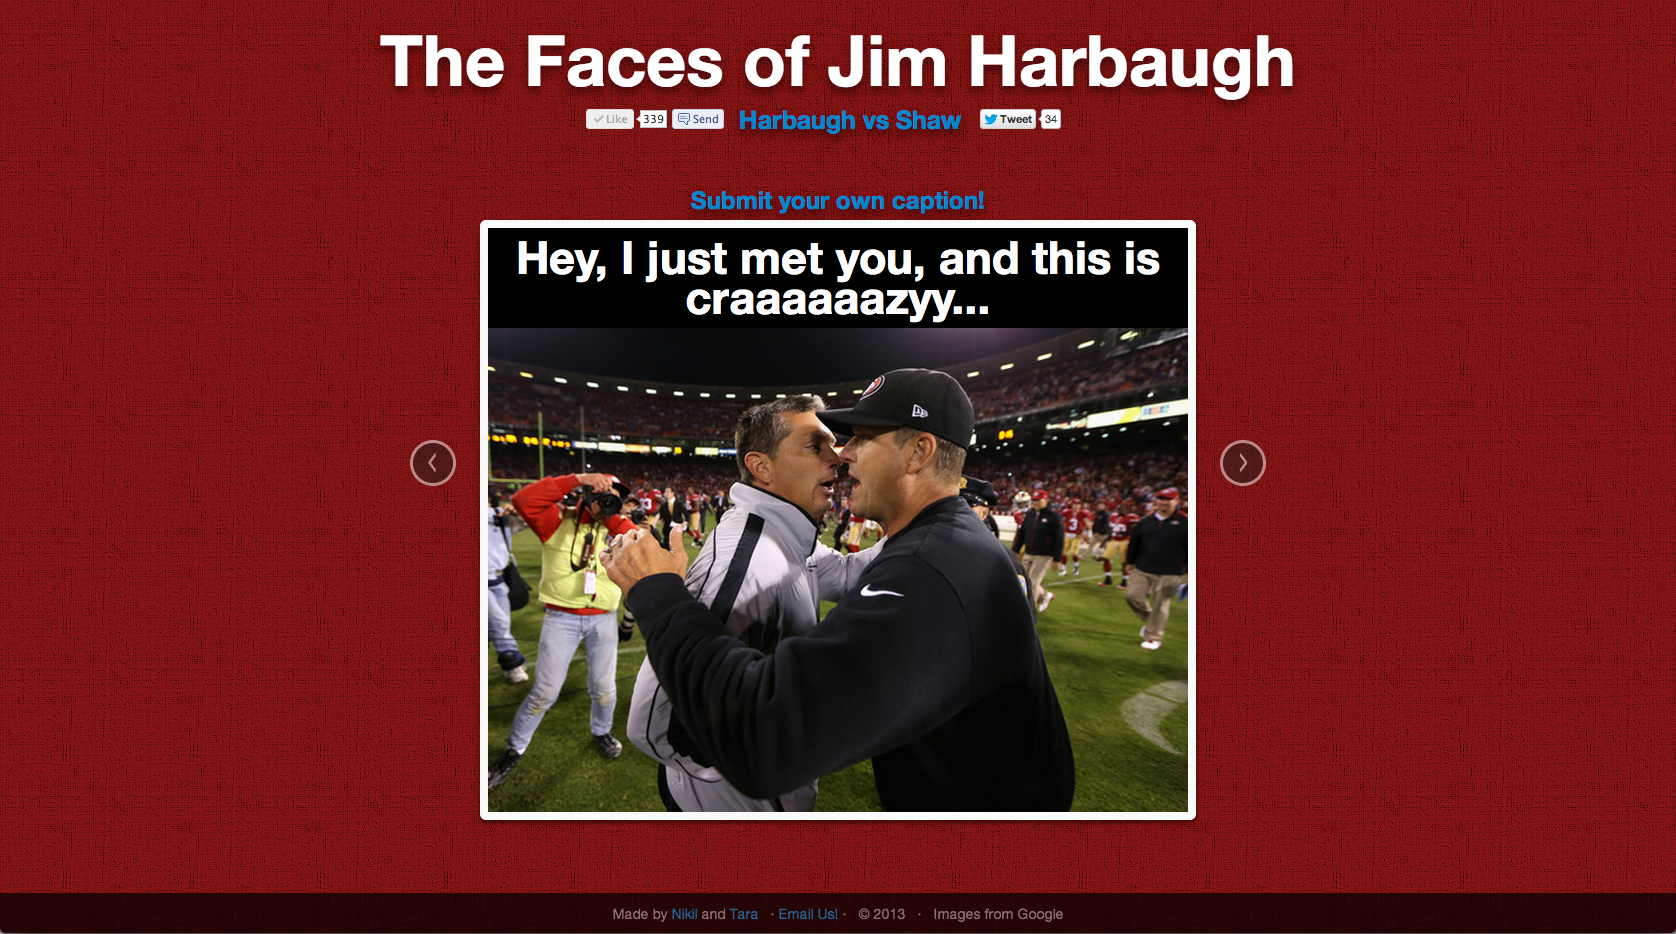 The Faces of Jim Harbaugh
Like 339 Send Harbaugh vs Shaw Tweet 34
Submit your own caption!
Hey, I just met you, and this is
craaaaaaazyy...
Made by Nikil and Tara · Email Us! · © 2013 · Images from Google